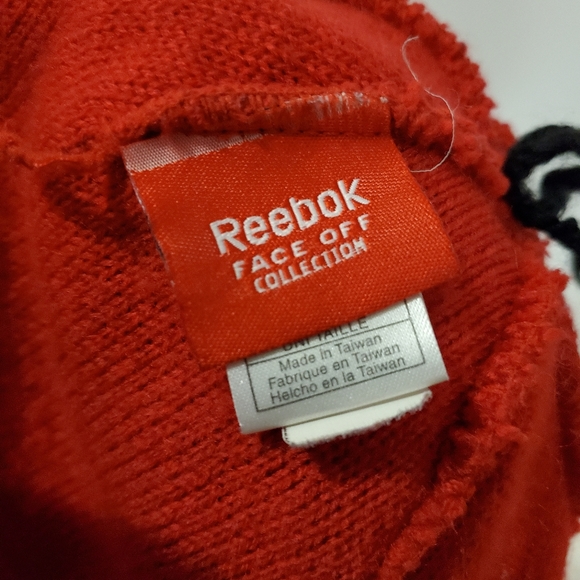 Reebok
FACE OFF
COLLECTION
UNI TAILLE
Made in Taiwan
Fabrique en Taiwan
Helcho en la Taiwan